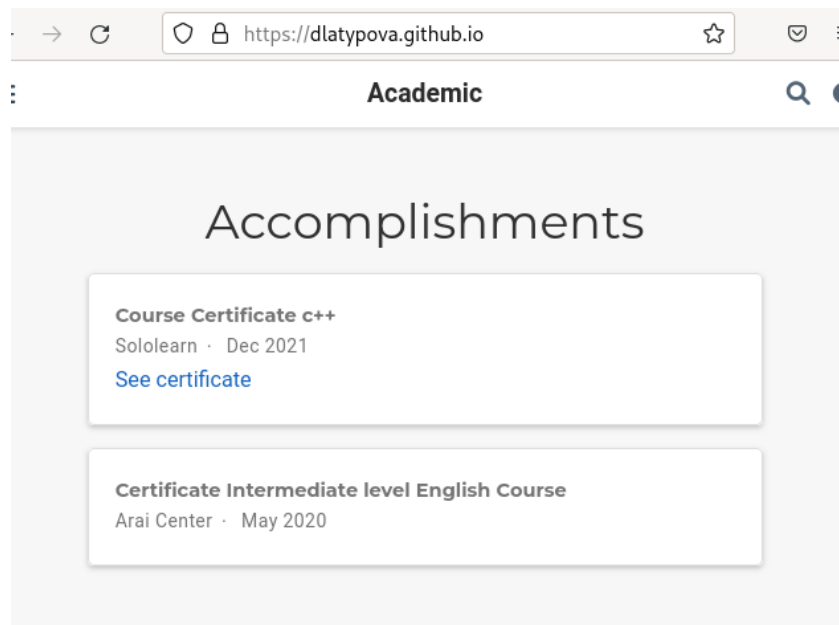 https://dlatypova.github.io
Academic
Accomplishments
Course Certificate c++
Sololearn · Dec 2021
See certificate
Certificate Intermediate level English Course
Arai Center · May 2020